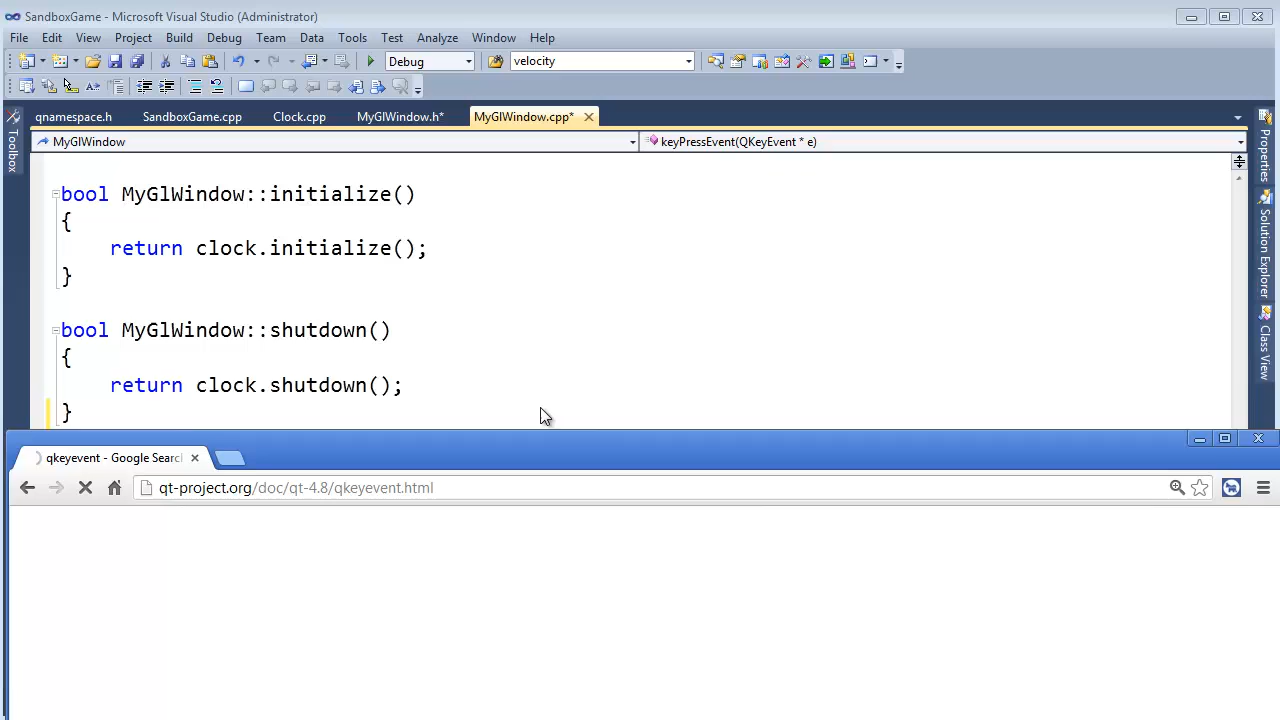 SandboxGame - Microsoft Visual Studio (Administrator)
File Edit View Project Build Debug Team Data Tools Test Analyze Window Help
Debug velocity
qnamespace.h SandboxGame.cpp Clock.cpp MyGlWindow.h* MyGlWindow.cpp*
MyGlWindow keyPressEvent(QKeyEvent * e)
Toolbox
Properties
Solution Explorer
Class View
bool MyGlWindow::initialize()
{
return clock.initialize();
}
bool MyGlWindow::shutdown()
{
return clock.shutdown();
}
qkeyevent - Google Searc
qt-project.org/doc/qt-4.8/qkeyevent.html